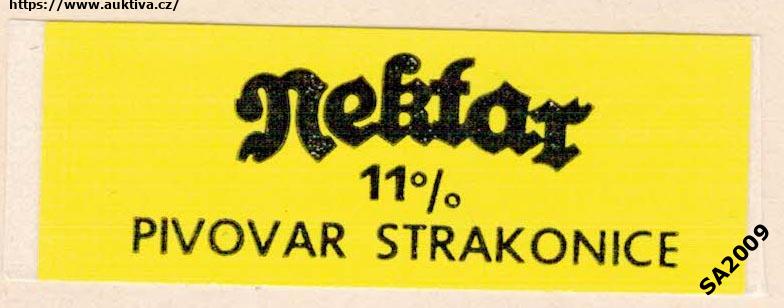 https://www.auktiva.cz/
Nektar
11%
PIVOVAR STRAKONICE
SA2009